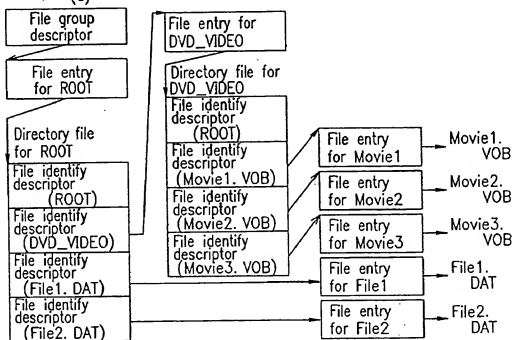 File group
descriptor
File entry
for ROOT
Directory file
for ROOT
File identify
descriptor
(ROOT)
File identify
descriptor
(DVD_VIDEO)
File identify
descriptor
(File1. DAT)
File identify
descriptor
(File2. DAT)
File entry for
DVD_VIDEO
Directory file for
DVD_VIDEO
File identify
descriptor
(ROOT)
File identify
descriptor
(Movie1. VOB)
File identify
descriptor
(Movie2. VOB)
File identify
descriptor
(Movie3. VOB)
File entry
for Movie1
File entry
for Movie2
File entry
for Movie3
File entry
for File1
File entry
for File2
Movie1.
VOB
Movie2.
VOB
Movie3.
VOB
File1.
DAT
File2.
DAT